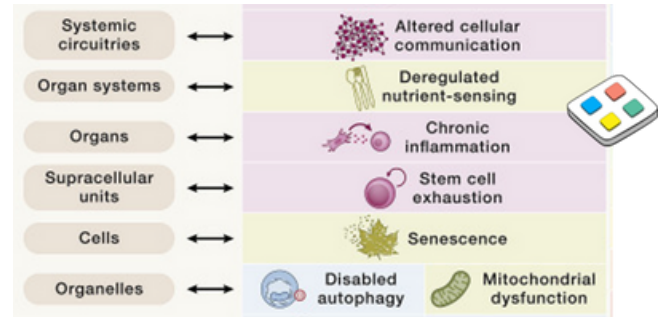 Systemic
circuitries
Altered cellular
communication
Organ systems
Deregulated
nutrient-sensing
Organs
Chronic
inflammation
Supracellular
units
Stem cell
exhaustion
Cells
Senescence
Organelles
Disabled
autophagy
Mitochondrial
dysfunction